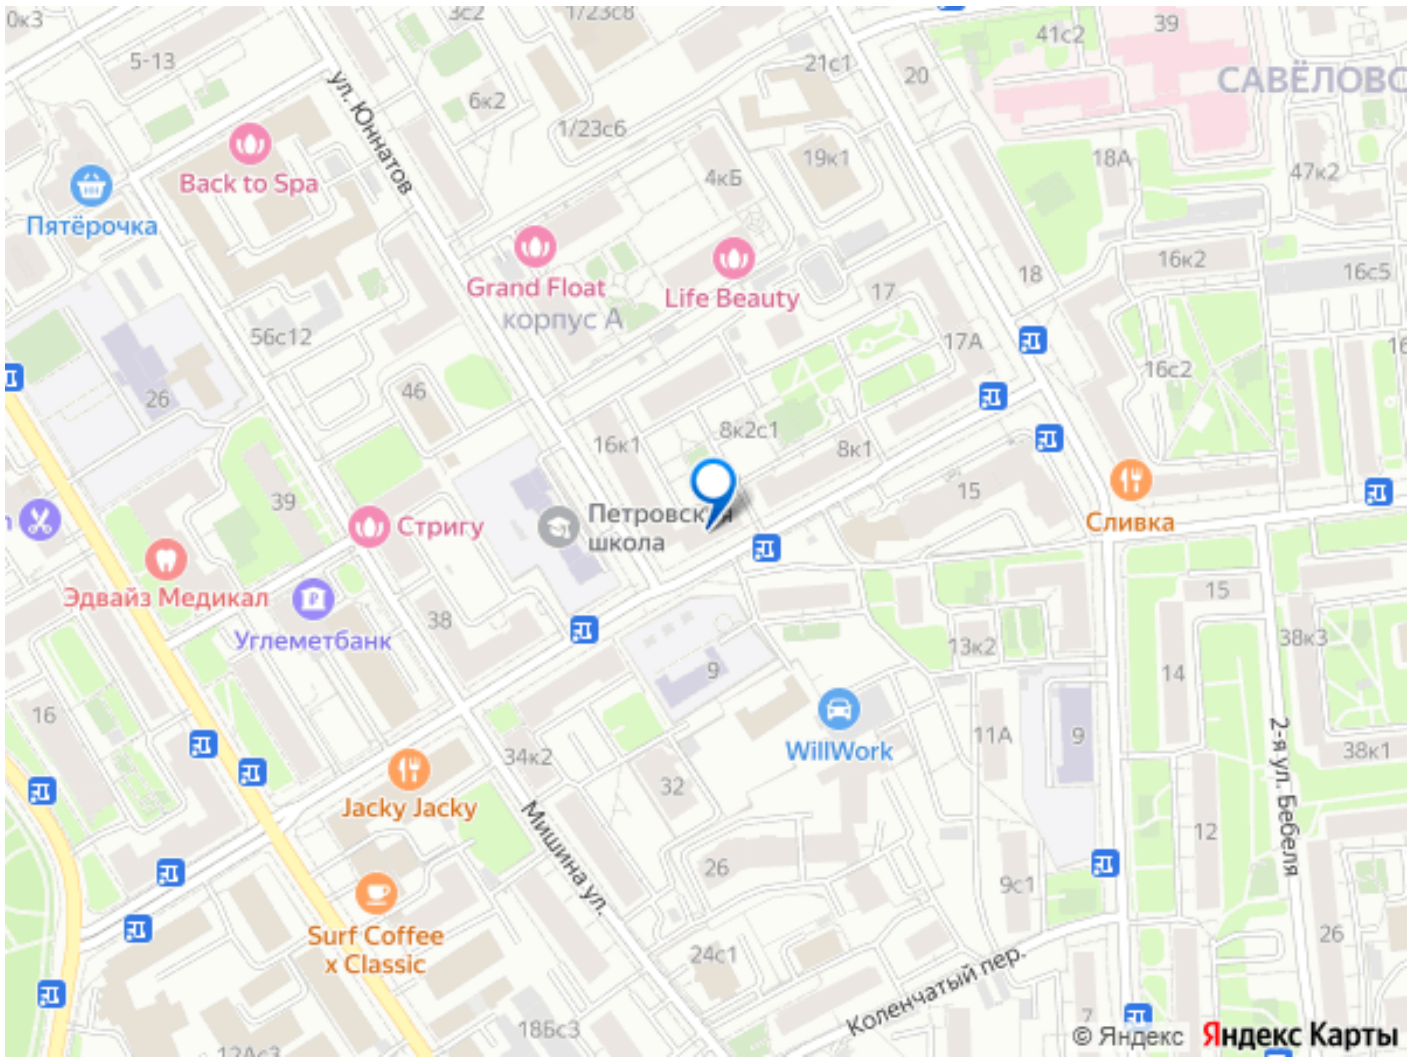 0к3
3с2
1/23с8
41с2
39
5-13
21с1
20
САВЁЛОВС
ул. Юннатов
6к2
1/23с6
19к1
18А
47к2
Back to Spa
4кБ
Пятёрочка
16к2
16с5
Grand Float
Life Beauty
17
18
корпус А
56с12
17А
16
16с2
26
46
8к2с1
16к1
8к1
39
15
Стригу
Петровская
школа
Сливка
Эдвайз Медикал
Углеметбанк
38
15
13к2
38к3
9
14
16
34к2
WillWork
11А
9
38к1
2-я ул. Бебеля
Jacky Jacky
32
Мишина ул.
12
26
9с1
Surf Coffee
x Classic
24с1
26
Коленчатый пер.
18Бс3
7
12Ас3
© Яндекс Яндекс Карты